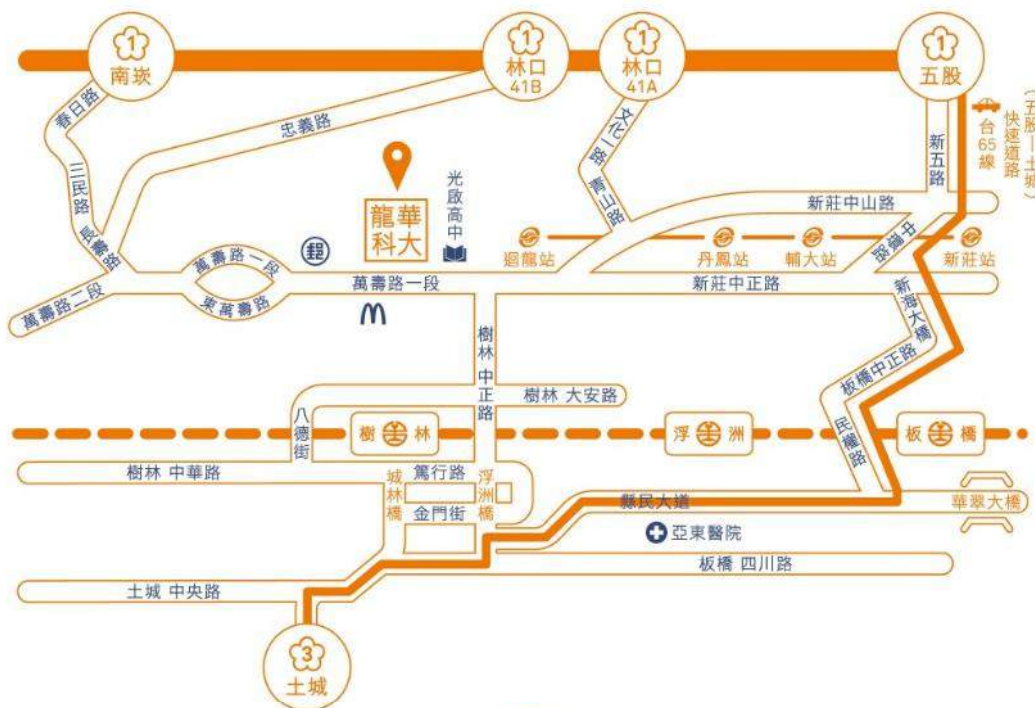 1
南崁
1
林口
41B
1
林口
41A
1
五股
台65線
快速道路
(五股—土城)
春日路
三民路
長壽路
忠義路
文化一路
青山路
新五路
龍華
科大
光啟高中
郵
新莊中山路
中環路
迴龍站
丹鳳站
輔大站
新莊站
萬壽路二段
萬壽路一段
東萬壽路
萬壽路一段
新莊中正路
新海大橋
樹林 中正路
板橋中正路
樹林 大安路
八德街
樹林
浮洲
板橋
民權路
樹林 中華路
城林橋
篤行路
浮洲橋
金門街
縣民大道
華翠大橋
亞東醫院
板橋 四川路
土城 中央路
3
土城